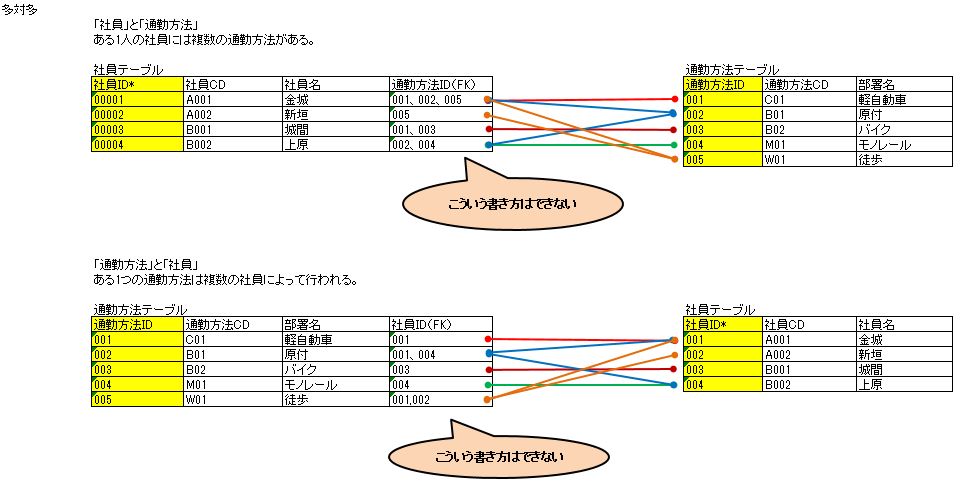 多対多
「社員」と「通勤方法」
ある1人の社員には複数の通勤方法がある。
社員テーブル
社員ID* 社員CD 社員名 通勤方法ID(FK)
00001 A001 金城 001、002、005
00002 A002 新垣 005
00003 B001 城間 001、003
00004 B002 上原 002、004
通勤方法テーブル
通勤方法ID 通勤方法CD 部署名
001 C01 軽自動車
002 B01 原付
003 B02 バイク
004 M01 モノレール
005 W01 徒歩
こういう書き方はできない
「通勤方法」と「社員」
ある1つの通勤方法は複数の社員によって行われる。
通勤方法テーブル
通勤方法ID 通勤方法CD 部署名 社員ID(FK)
001 C01 軽自動車 001
002 B01 原付 001、004
003 B02 バイク 003
004 M01 モノレール 004
005 W01 徒歩 001,002
社員テーブル
社員ID* 社員CD 社員名
001 A001 金城
002 A002 新垣
003 B001 城間
004 B002 上原
こういう書き方はできない